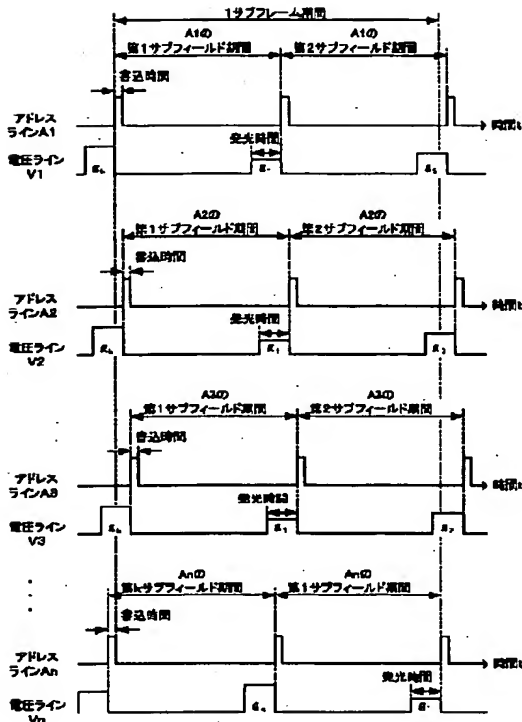 1サブフレーム期間
A1の
第1サブフィールド期間
A1の
第2サブフィールド期間
書込時間
アドレス
ラインA1
時間t
発光時間
電圧ライン
V1
A2の
第1サブフィールド期間
A2の
第2サブフィールド期間
書込時間
アドレス
ラインA2
時間t
発光時間
電圧ライン
V2
A3の
第1サブフィールド期間
A3の
第2サブフィールド期間
書込時間
アドレス
ラインA3
時間t
発光時間
電圧ライン
V3
Anの
第kサブフィールド期間
Anの
第1サブフィールド期間
書込時間
アドレス
ラインAn
時間t
発光時間
電圧ライン
Vn